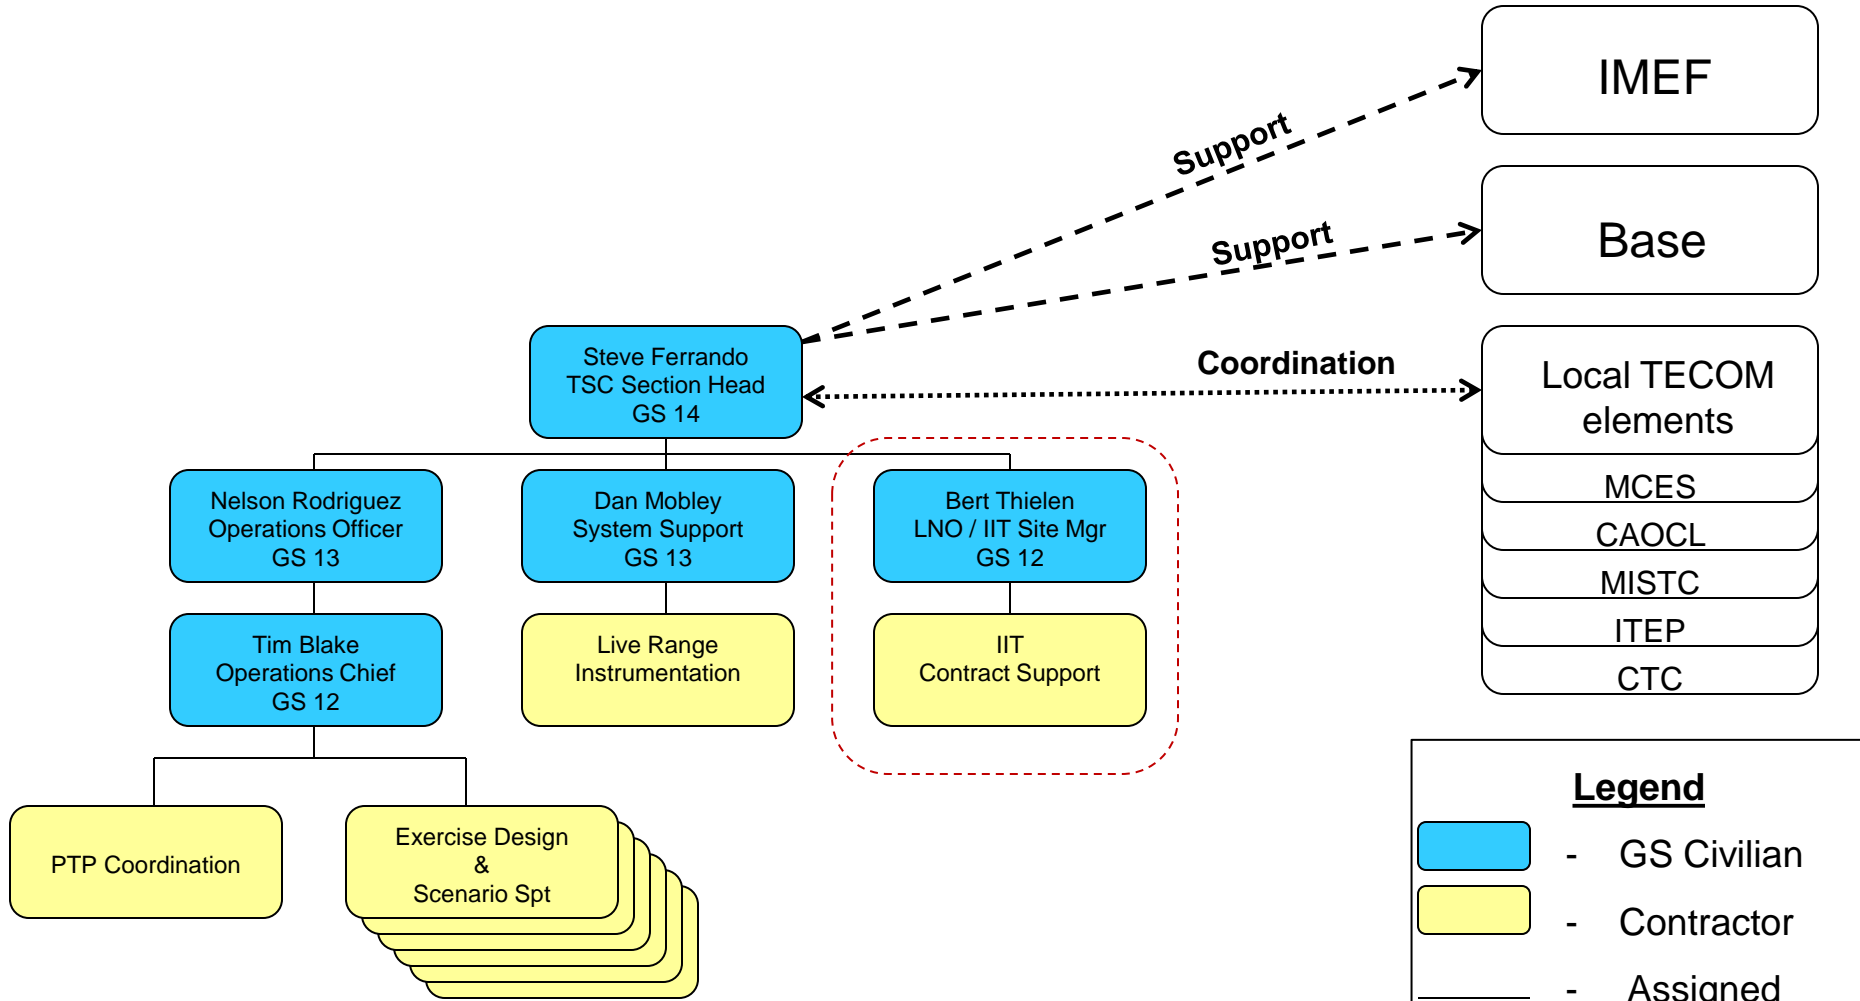 IMEF
Support
Base
Support
Steve Ferrando
TSC Section Head
GS 14
Coordination
Local TECOM
elements
MCES
CAOCL
MISTC
ITEP
CTC
Nelson Rodriguez
Operations Officer
GS 13
Dan Mobley
System Support
GS 13
Bert Thielen
LNO / IIT Site Mgr
GS 12
Tim Blake
Operations Chief
GS 12
Live Range
Instrumentation
IIT
Contract Support
PTP Coordination
Exercise Design
&
Scenario Spt
Legend
- GS Civilian
- Contractor
- Assigned